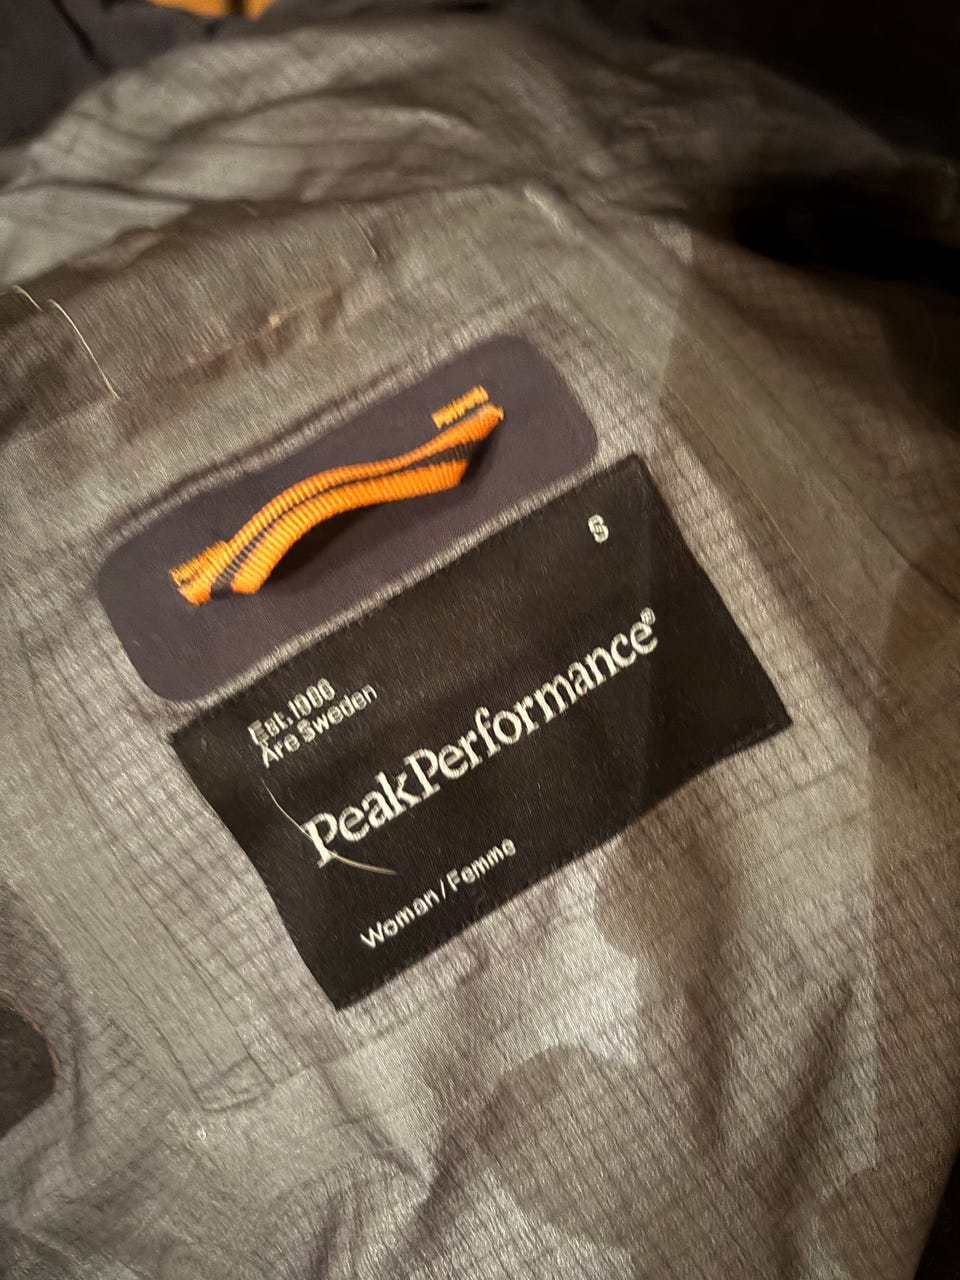 S
Est.1986
Åre Sweden
PeakPerformance®
Woman / Femme